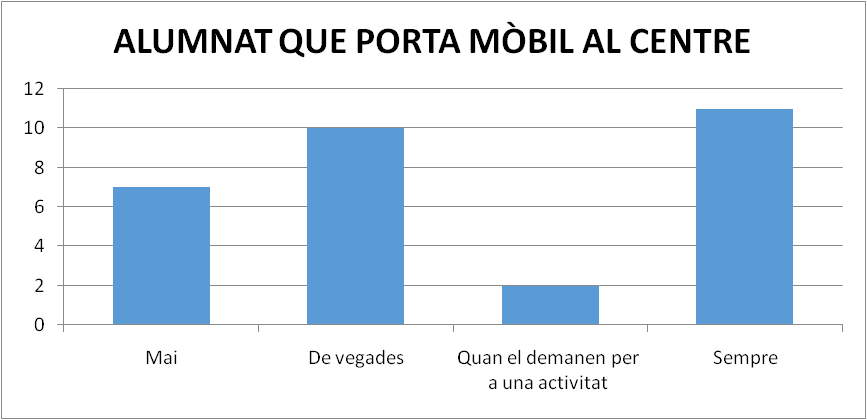 ALUMNAT QUE PORTA MÒBIL AL CENTRE
12
10
8
6
4
2
0
Mai
De vegades
Quan el demanen per
a una activitat
Sempre